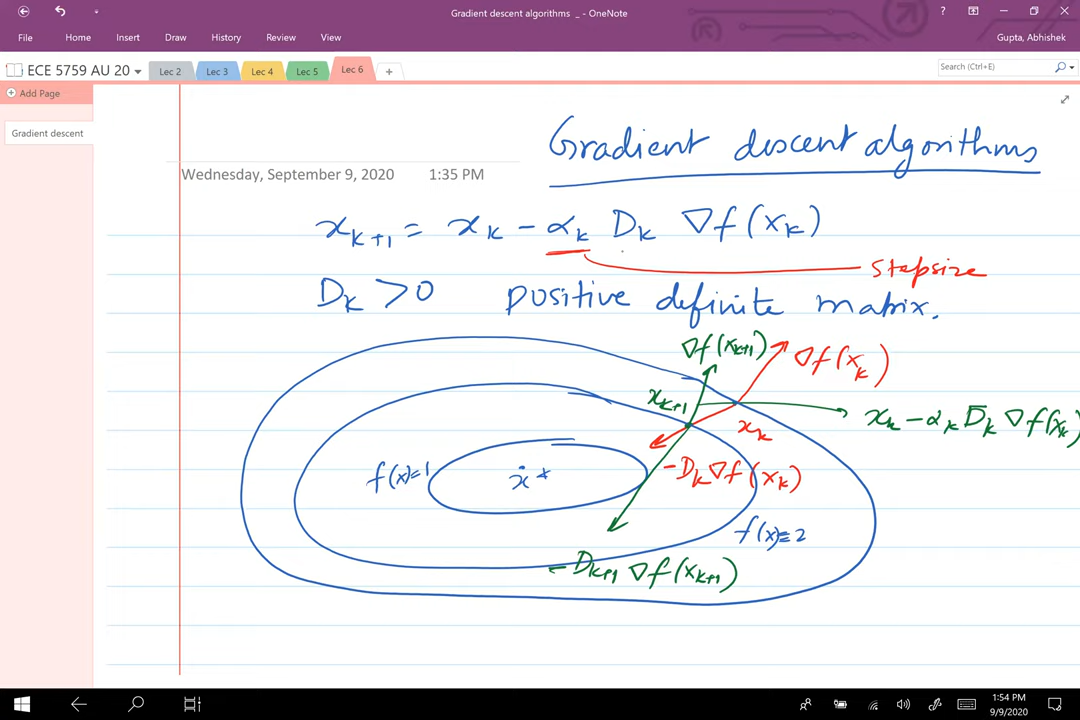 Gradient descent algorithms _ - OneNote
?
File Home Insert Draw History Review View
Gupta, Abhishek
ECE 5759 AU 20
Lec 2 Lec 3 Lec 4 Lec 5 Lec 6 +
Search (Ctrl+E)
Add Page
Gradient descent
Gradient descent algorithms
Wednesday, September 9, 2020 1:35 PM
x_{k+1} = x_k - α_k D_k ∇f(x_k)
stepsize
D_k > 0 positive definite matrix.
∇f(x_{k+1})
∇f(x_k)
x_{k+1}
x_k - α_k D_k ∇f(x_k)
x_k
f(x)=1
x*
-D_k ∇f(x_k)
f(x)=2
-D_{k+1} ∇f(x_{k+1})
1:54 PM
9/9/2020